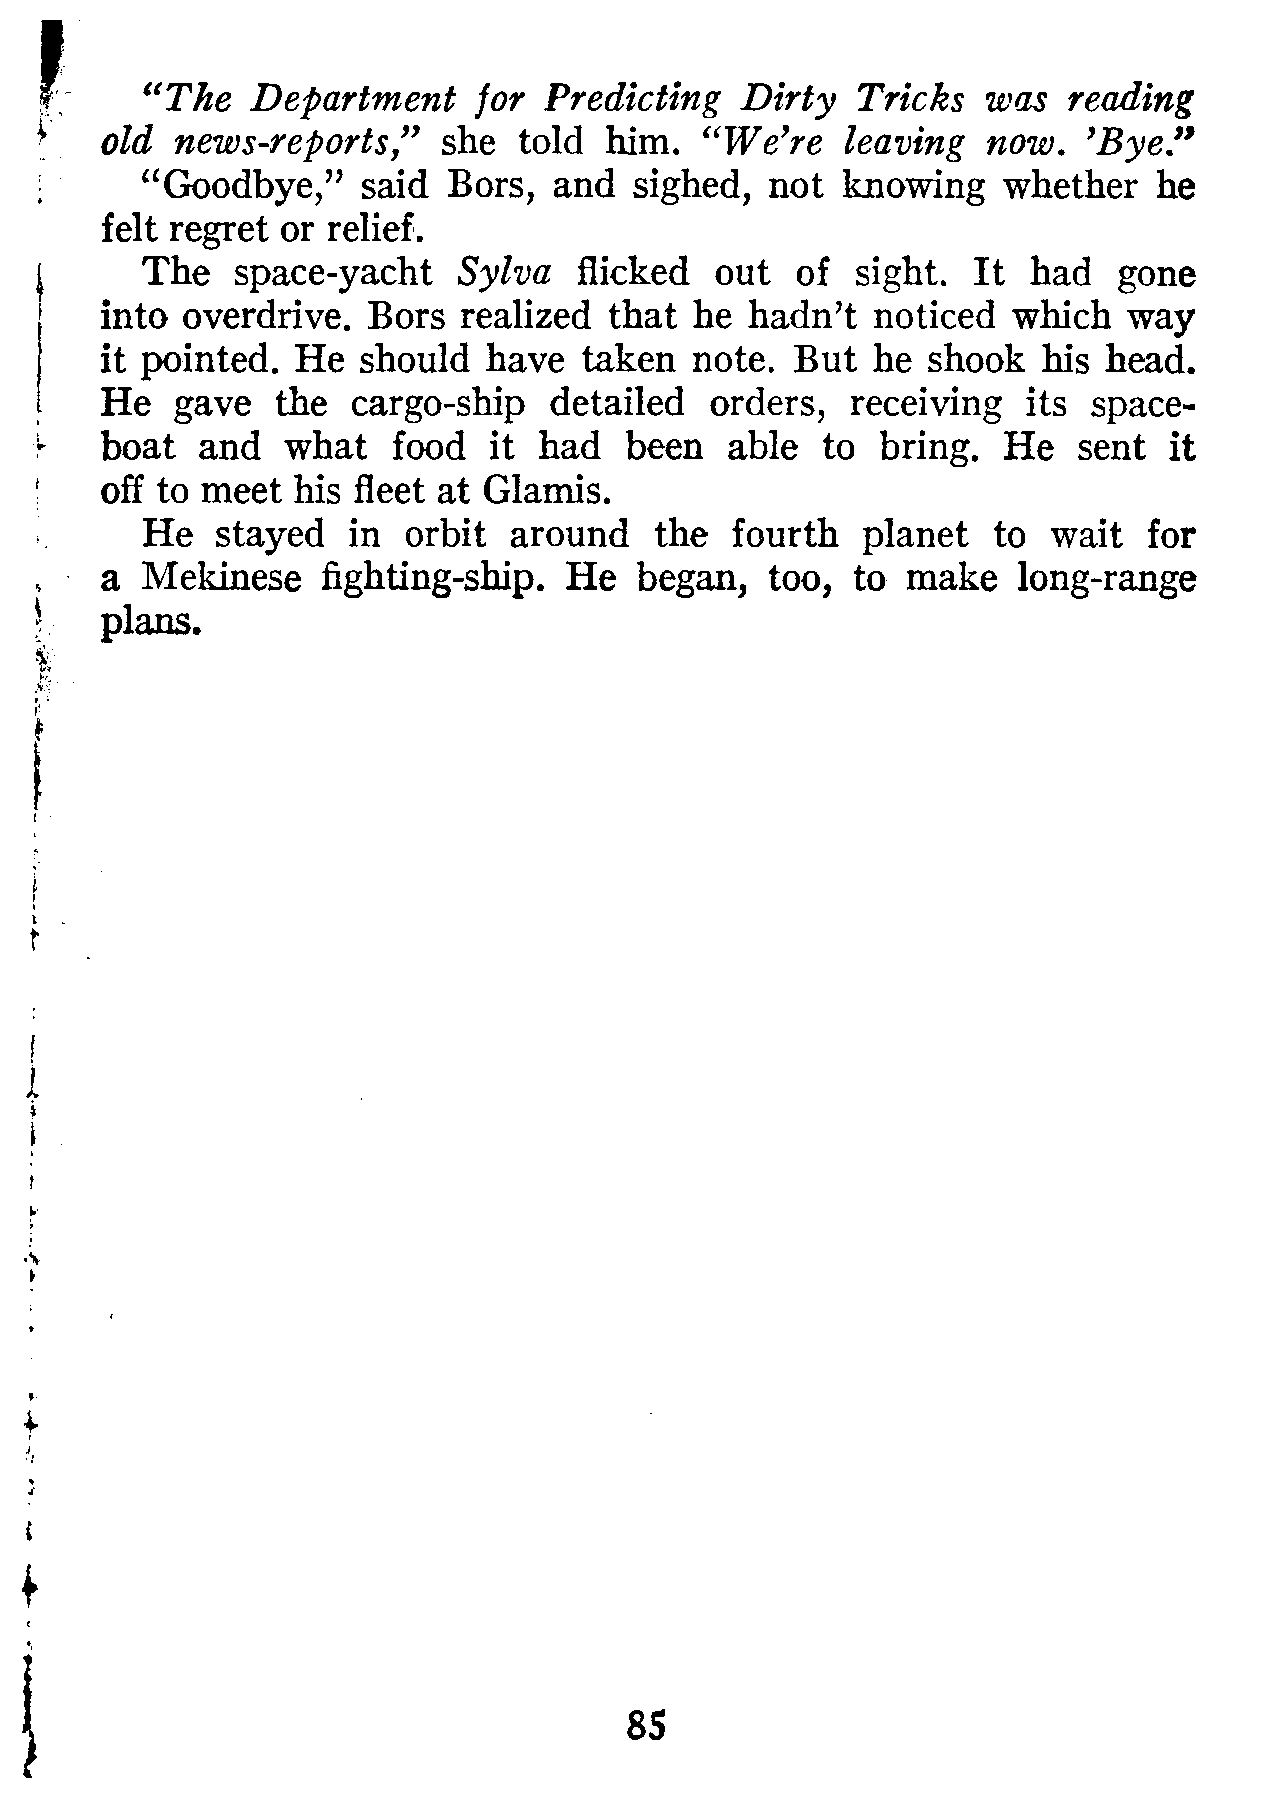 “The Department for Predicting Dirty Tricks was reading
old news-reports,” she told him. “We’re leaving now. ’Bye.”
“Goodbye,” said Bors, and sighed, not knowing whether he
felt regret or relief.
The space-yacht Sylva flicked out of sight. It had gone
into overdrive. Bors realized that he hadn’t noticed which way
it pointed. He should have taken note. But he shook his head.
He gave the cargo-ship detailed orders, receiving its space-
boat and what food it had been able to bring. He sent it
off to meet his fleet at Glamis.
He stayed in orbit around the fourth planet to wait for
a Mekinese fighting-ship. He began, too, to make long-range
plans.
85